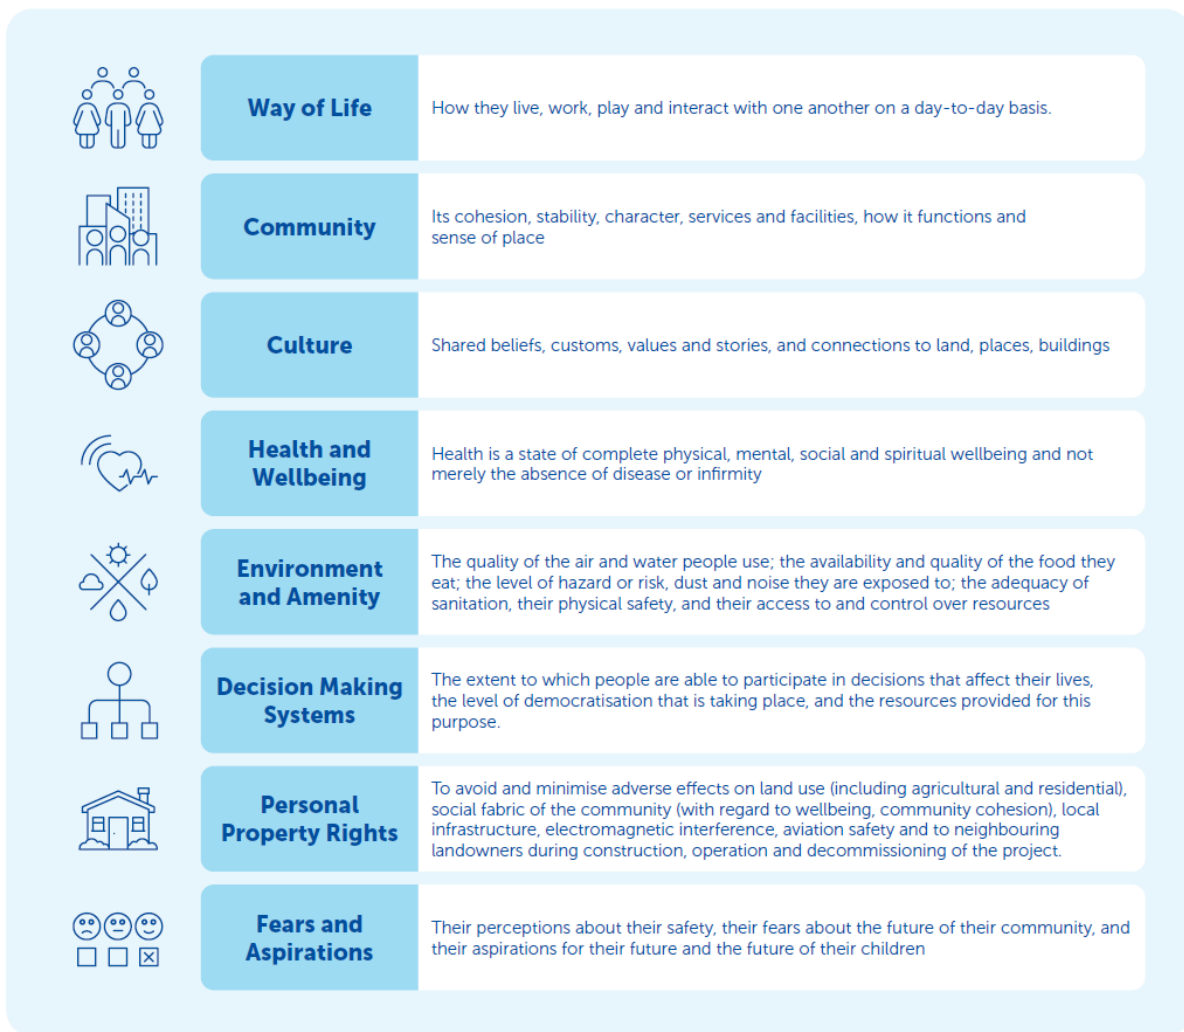 Way of Life
How they live, work, play and interact with one another on a day-to-day basis.
Community
Its cohesion, stability, character, services and facilities, how it functions and
sense of place
Culture
Shared beliefs, customs, values and stories, and connections to land, places, buildings
Health and
Wellbeing
Health is a state of complete physical, mental, social and spiritual wellbeing and not
merely the absence of disease or infirmity
Environment
and Amenity
The quality of the air and water people use; the availability and quality of the food they
eat; the level of hazard or risk, dust and noise they are exposed to; the adequacy of
sanitation, their physical safety, and their access to and control over resources
Decision Making
Systems
The extent to which people are able to participate in decisions that affect their lives,
the level of democratisation that is taking place, and the resources provided for this
purpose.
Personal
Property Rights
To avoid and minimise adverse effects on land use (including agricultural and residential),
social fabric of the community (with regard to wellbeing, community cohesion), local
infrastructure, electromagnetic interference, aviation safety and to neighbouring
landowners during construction, operation and decommissioning of the project.
Fears and
Aspirations
Their perceptions about their safety, their fears about the future of their community, and
their aspirations for their future and the future of their children